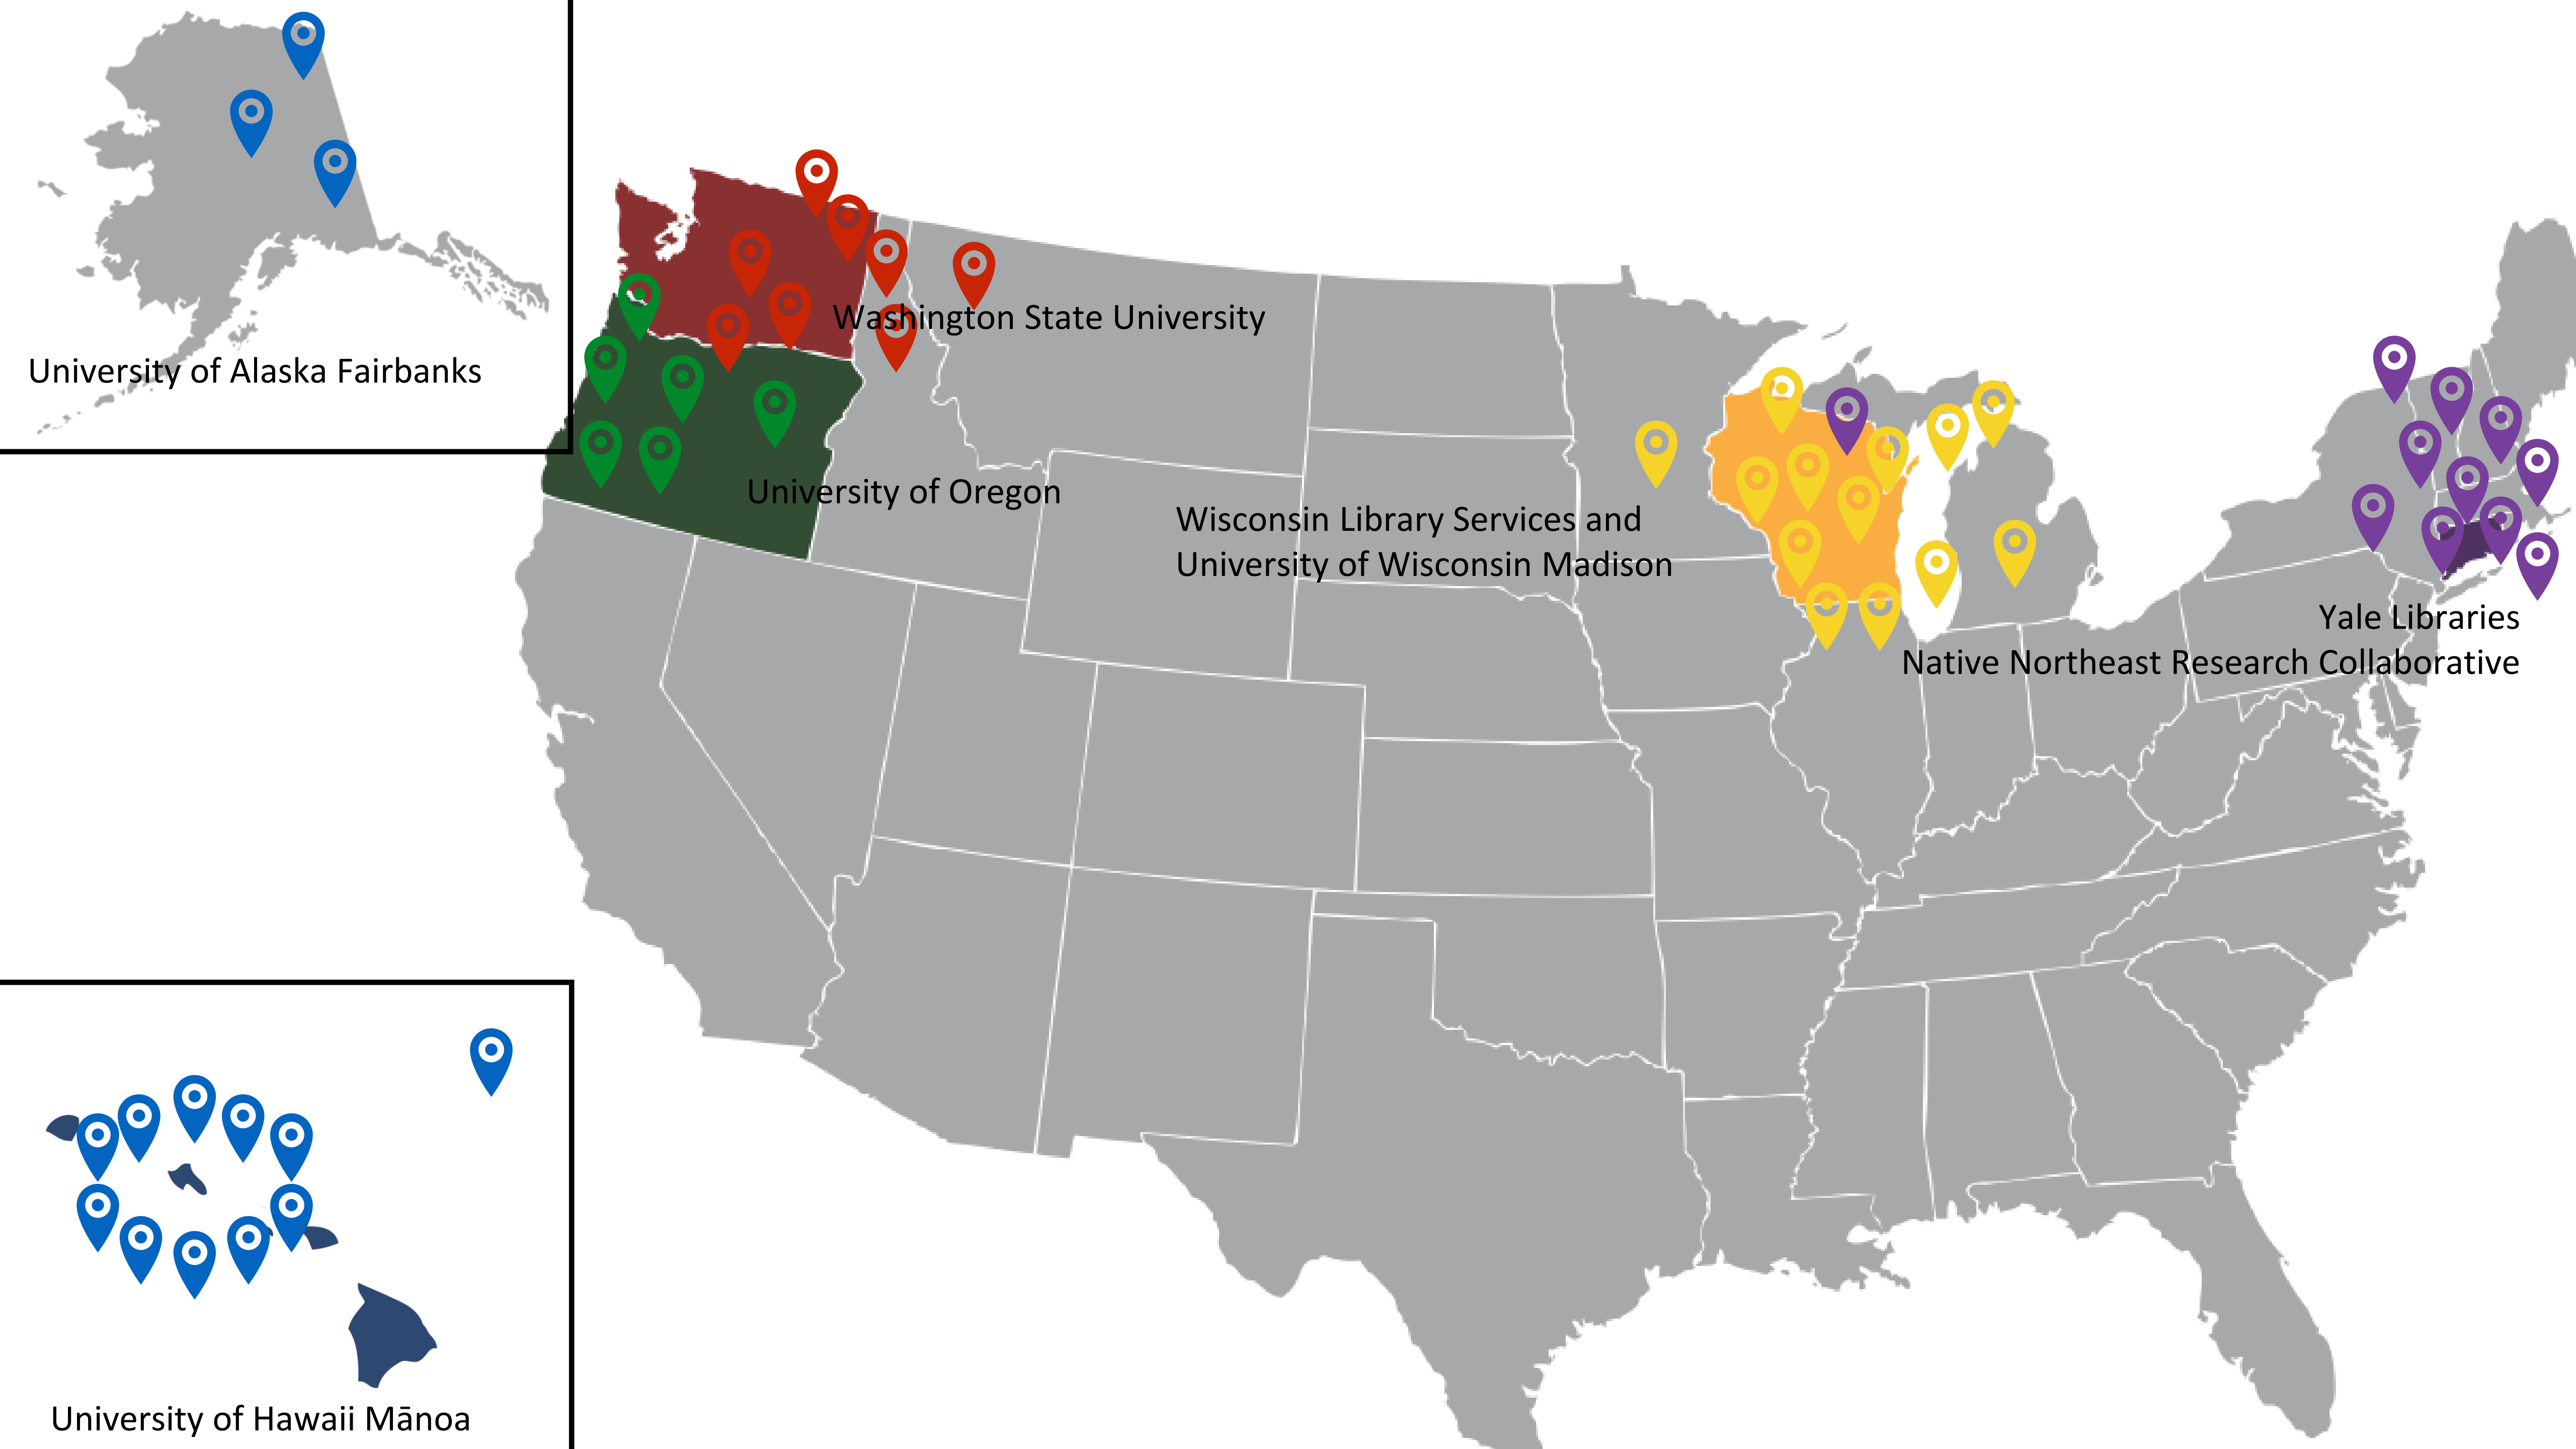 University of Alaska Fairbanks
Washington State University
University of Oregon
Wisconsin Library Services and
University of Wisconsin Madison
Yale Libraries
Native Northeast Research Collaborative
University of Hawaii Mānoa